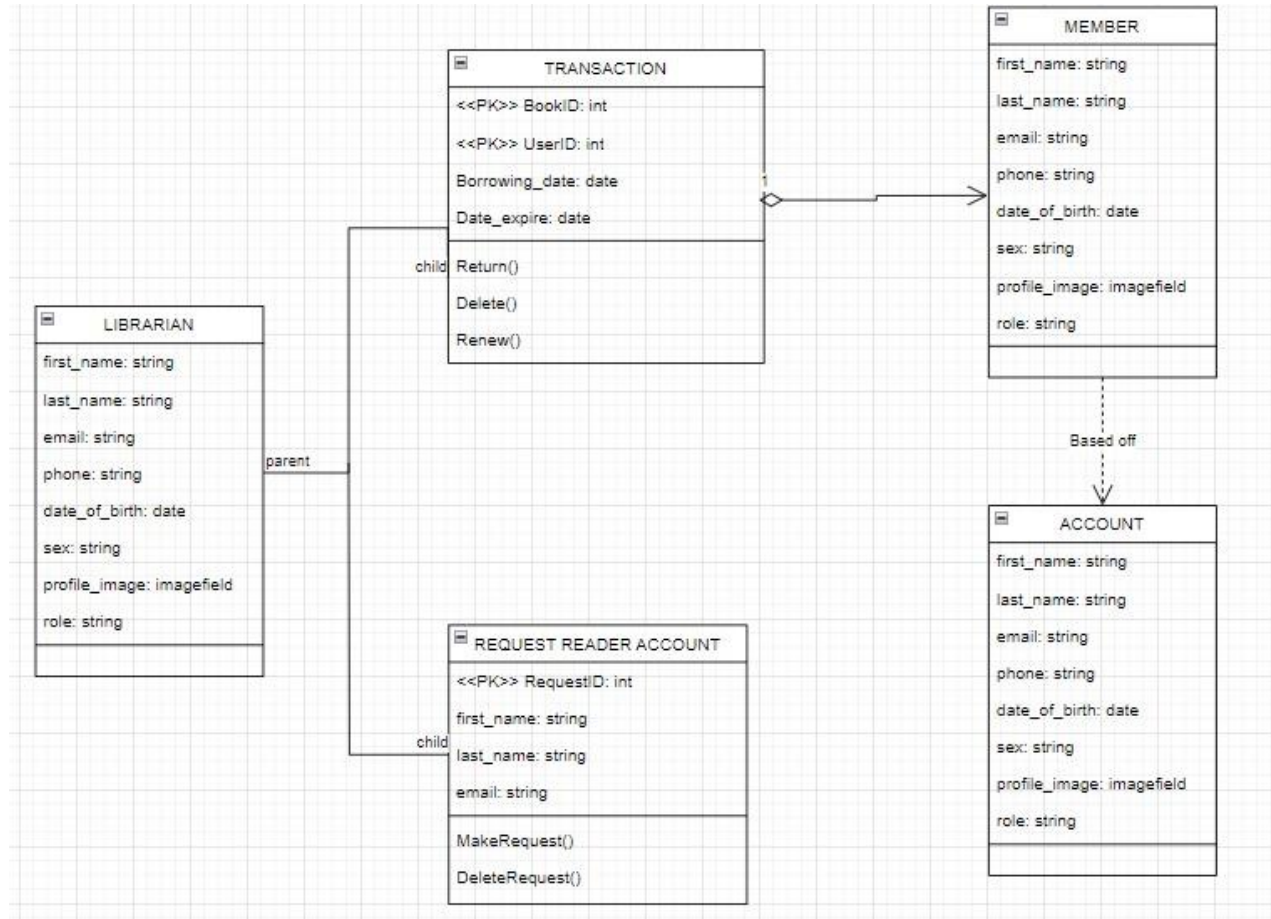 TRANSACTION
<<PK>> BookID: int
<<PK>> UserID: int
Borrowing_date: date
Date_expire: date
Return()
Delete()
Renew()
1
child
MEMBER
first_name: string
last_name: string
email: string
phone: string
date_of_birth: date
sex: string
profile_image: imagefield
role: string
Based off
LIBRARIAN
first_name: string
last_name: string
email: string
phone: string
date_of_birth: date
sex: string
profile_image: imagefield
role: string
parent
ACCOUNT
first_name: string
last_name: string
email: string
phone: string
date_of_birth: date
sex: string
profile_image: imagefield
role: string
child
REQUEST READER ACCOUNT
<<PK>> RequestID: int
first_name: string
last_name: string
email: string
MakeRequest()
DeleteRequest()